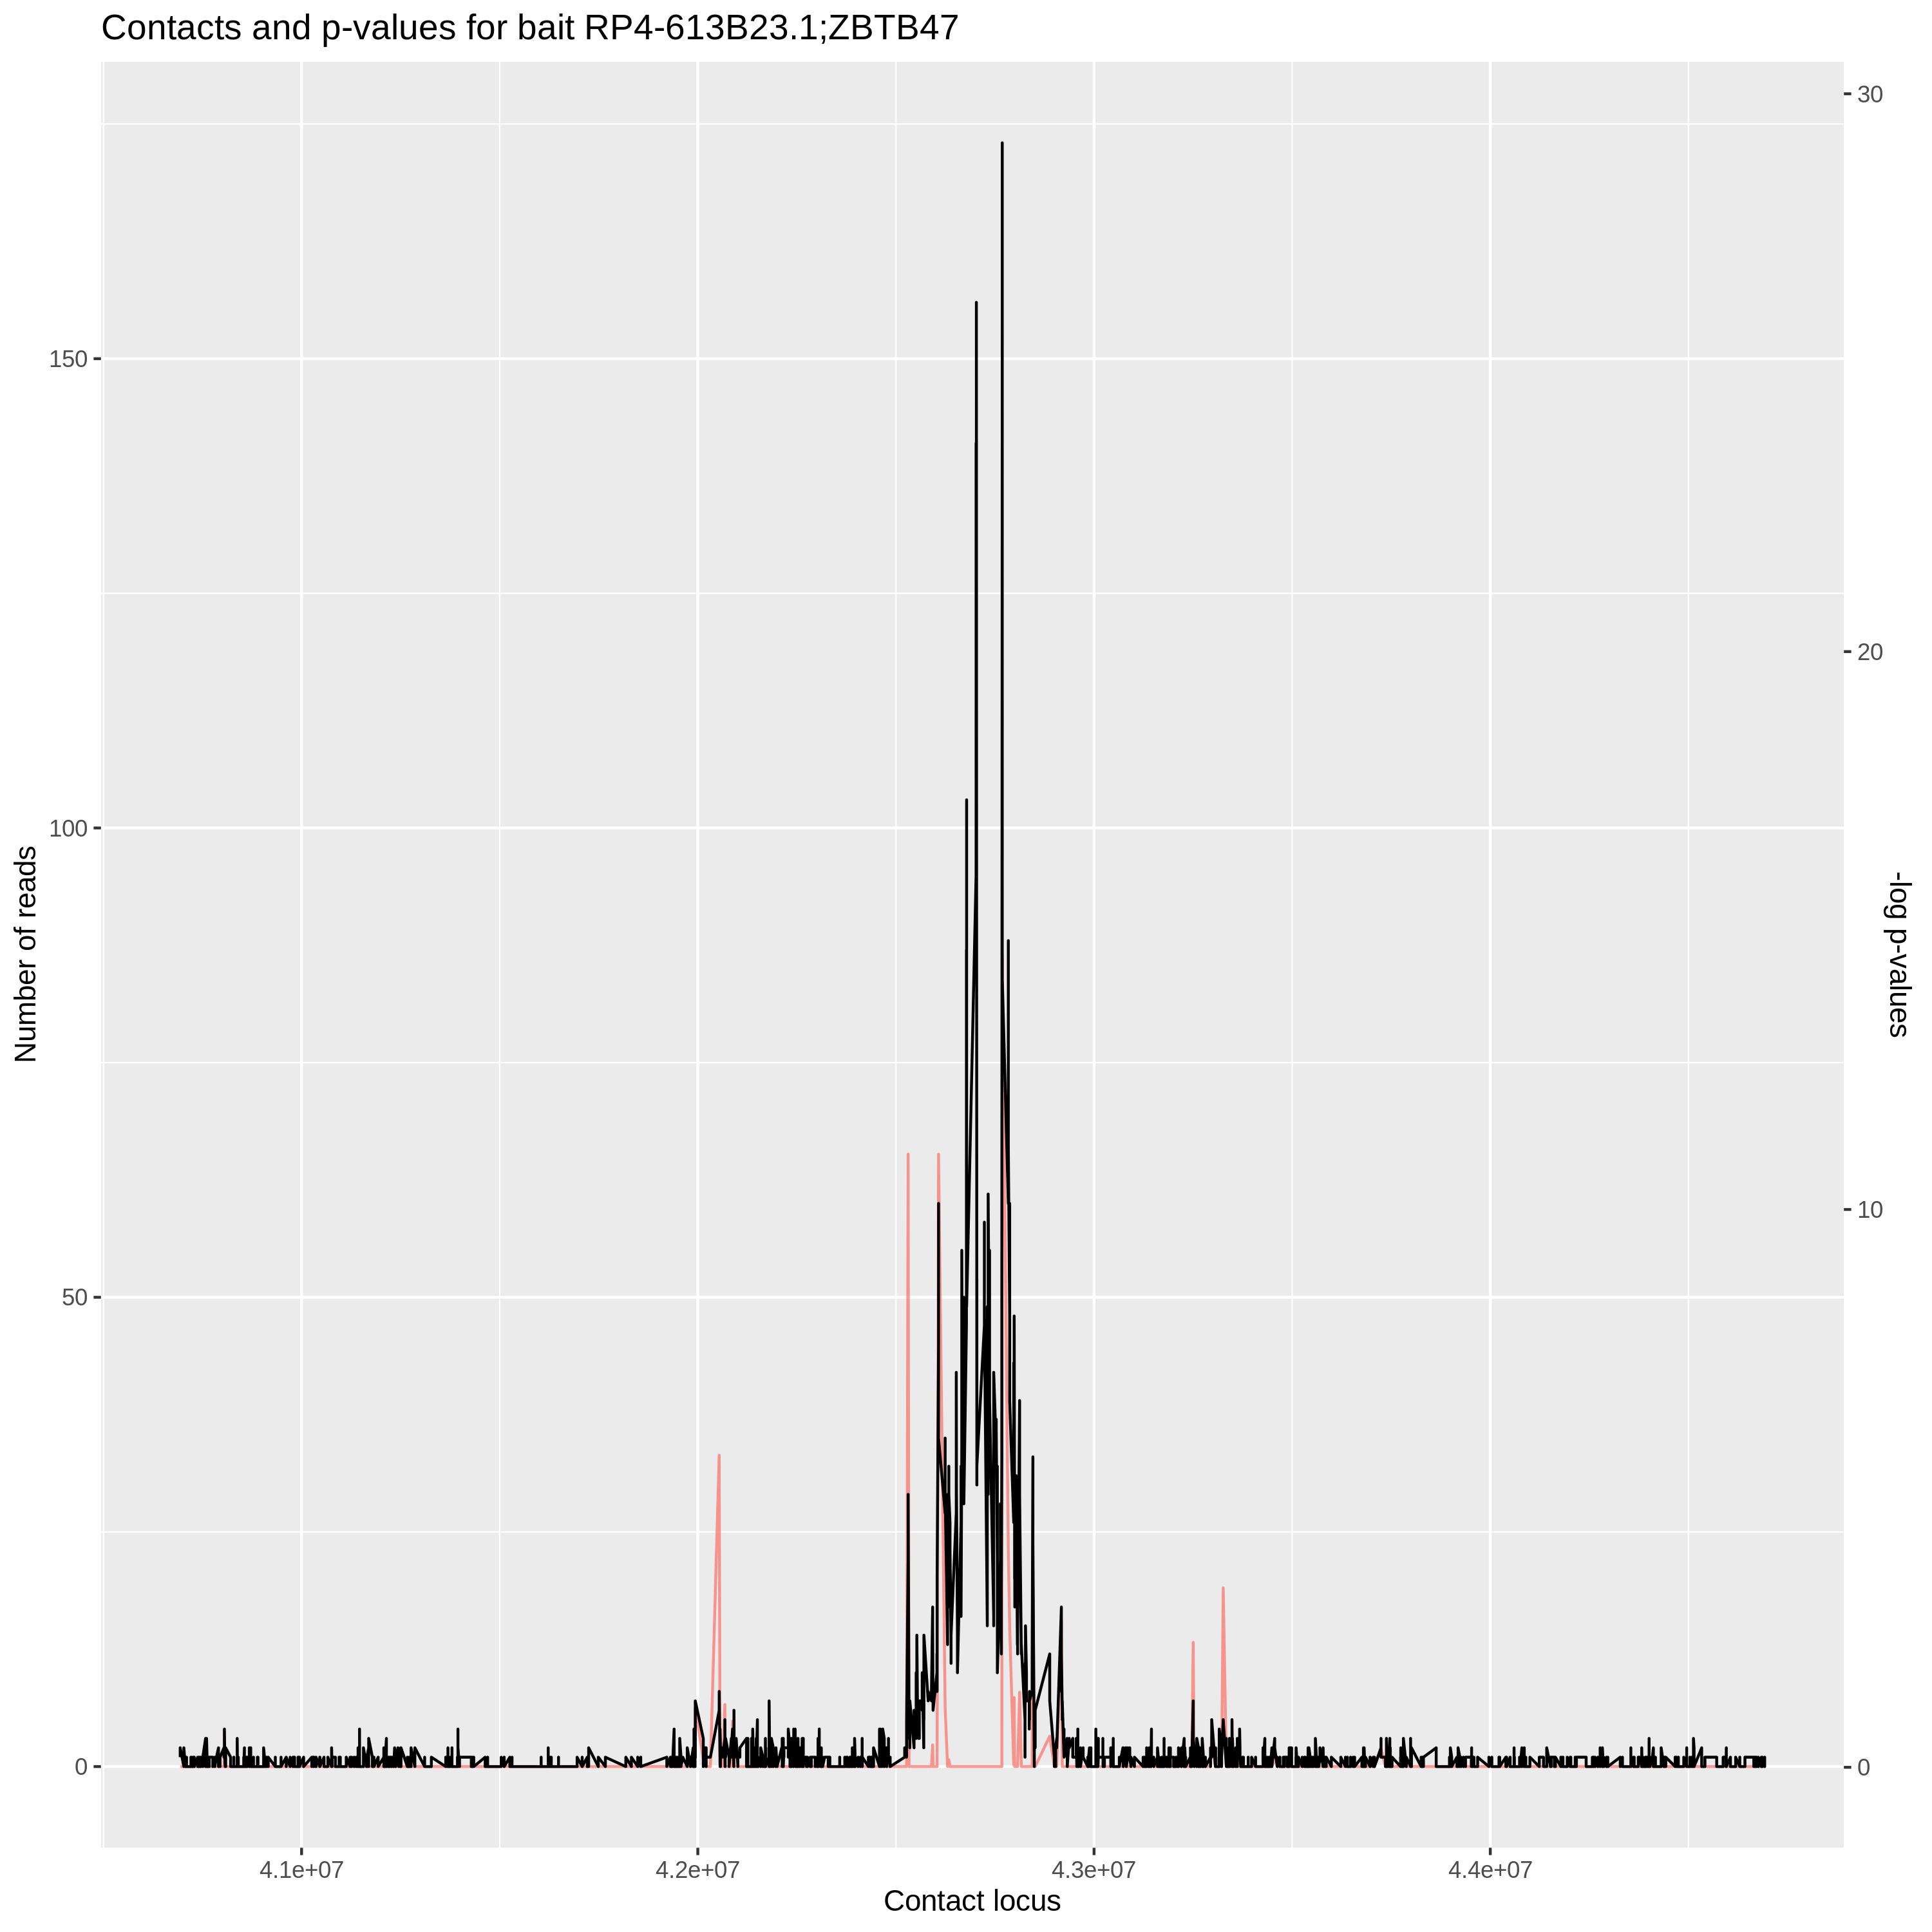 Contacts and p-values for bait RP4-613B23.1;ZBTB47
30
150
20
100
Number of reads
-log p-values
10
50
0
0
4.1e+07
4.2e+07
4.3e+07
4.4e+07
Contact locus